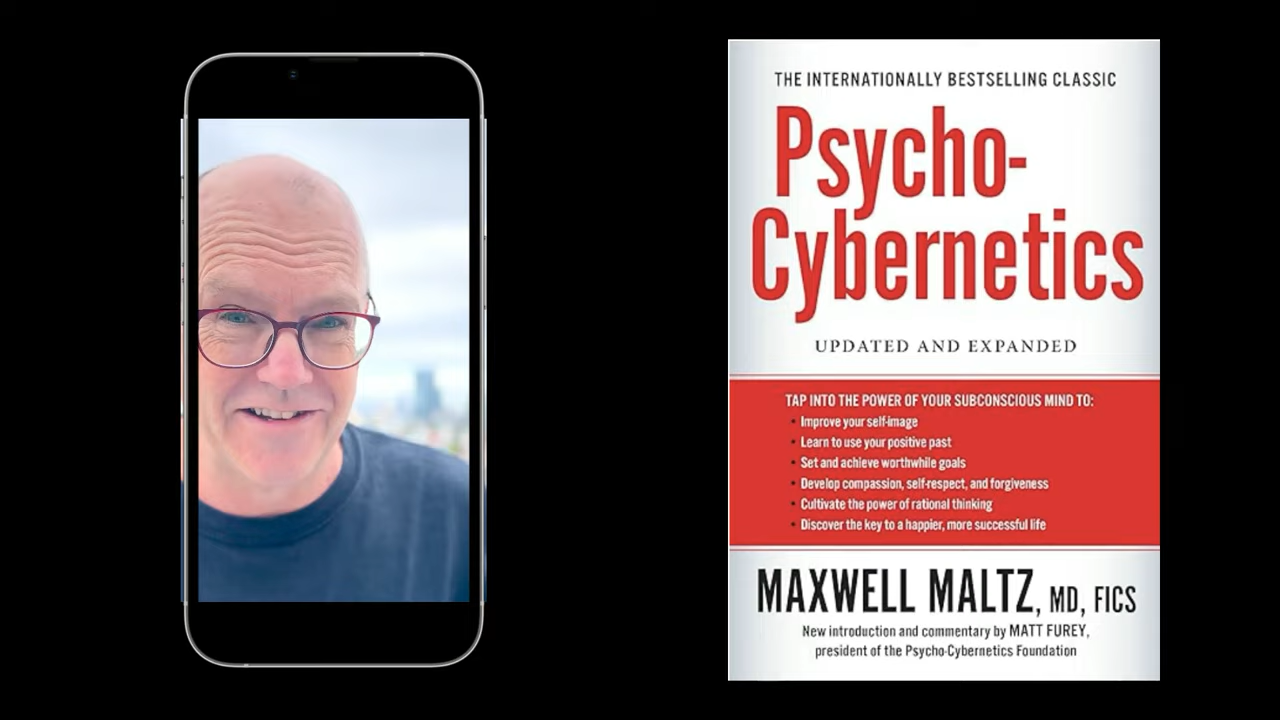 THE INTERNATIONALLY BESTSELLING CLASSIC
Psycho-
Cybernetics
UPDATED AND EXPANDED
TAP INTO THE POWER OF YOUR SUBCONSCIOUS MIND TO:
• Improve your self-image
• Learn to use your positive past
• Set and achieve worthwhile goals
• Develop compassion, self-respect, and forgiveness
• Cultivate the power of rational thinking
• Discover the key to a happier, more successful life
MAXWELL MALTZ, MD, FICS
New introduction and commentary by MATT FUREY,
president of the Psycho-Cybernetics Foundation